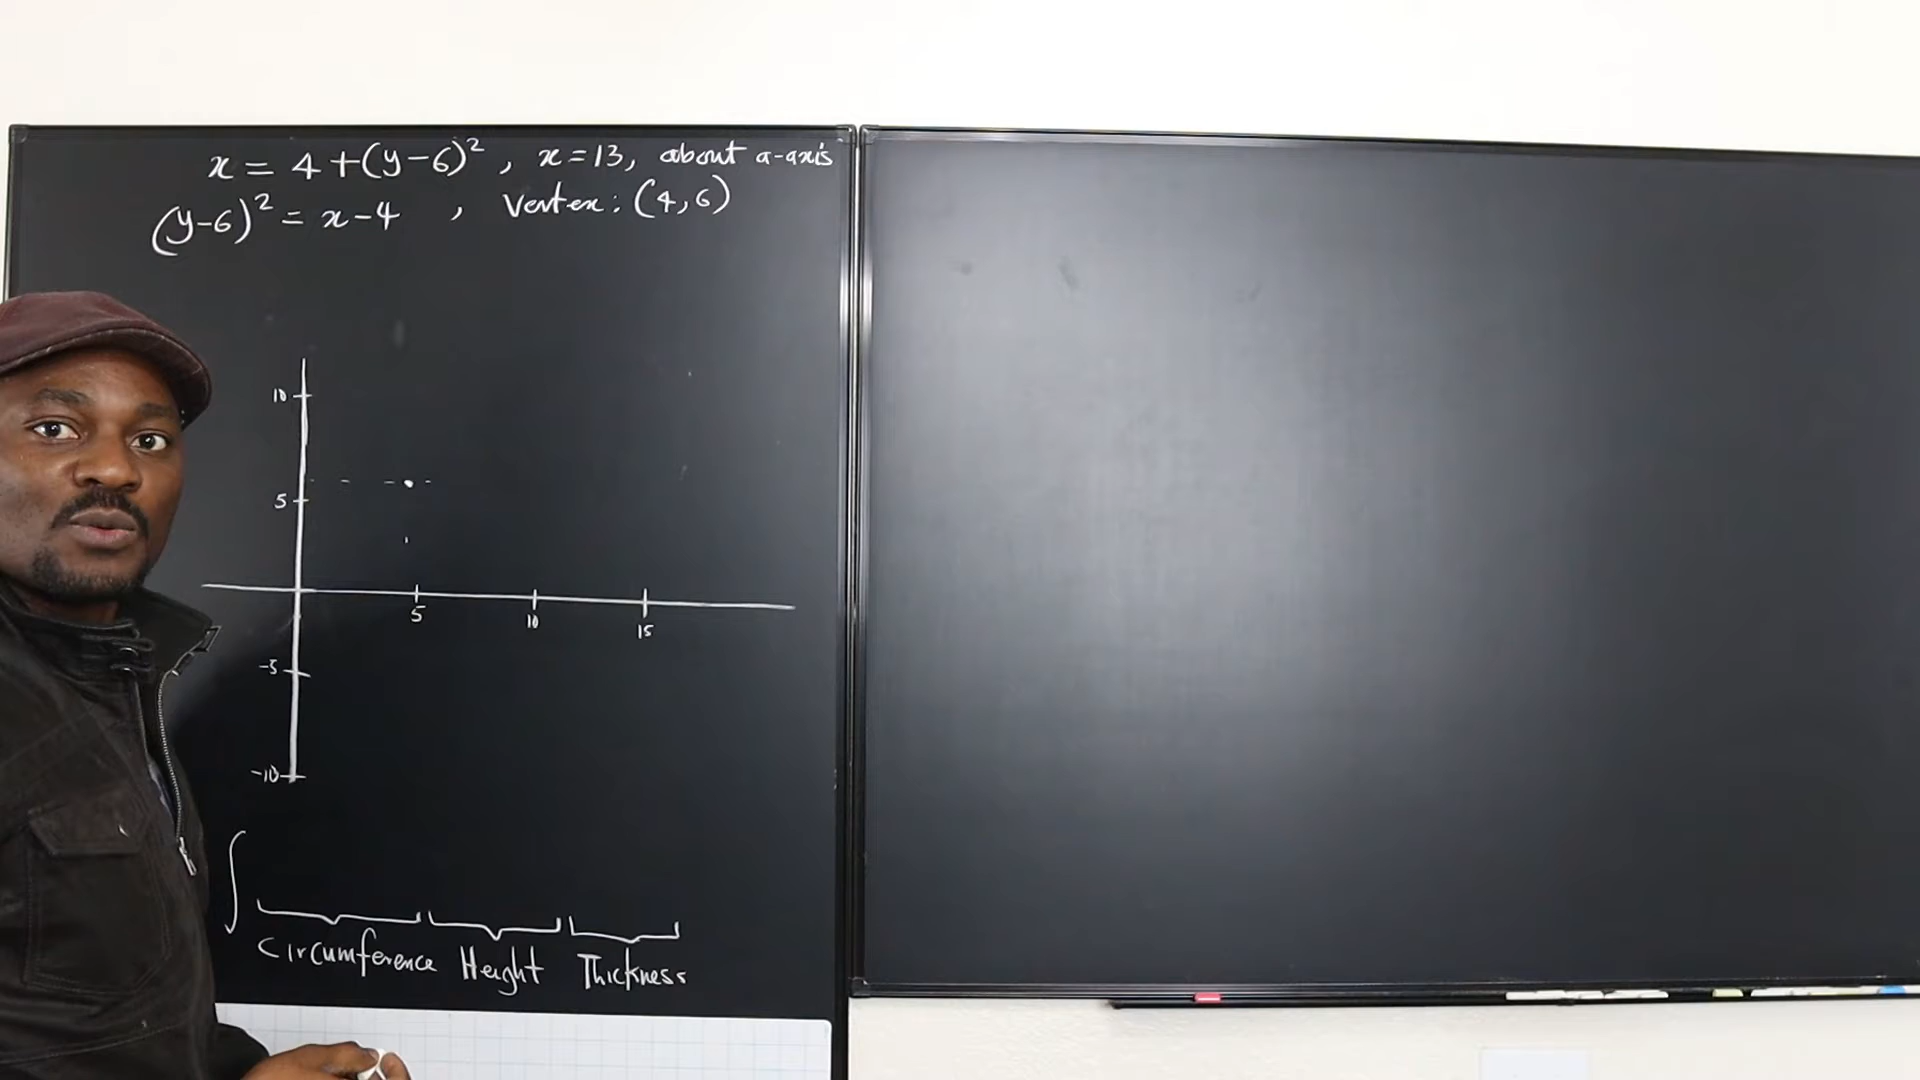 x = 4 + (y-6)², x = 13, about x-axis
(y-6)² = x-4 , Vertex: (4,6)
10
5
5
10
15
-5
-10
∫
Circumference Height Thickness